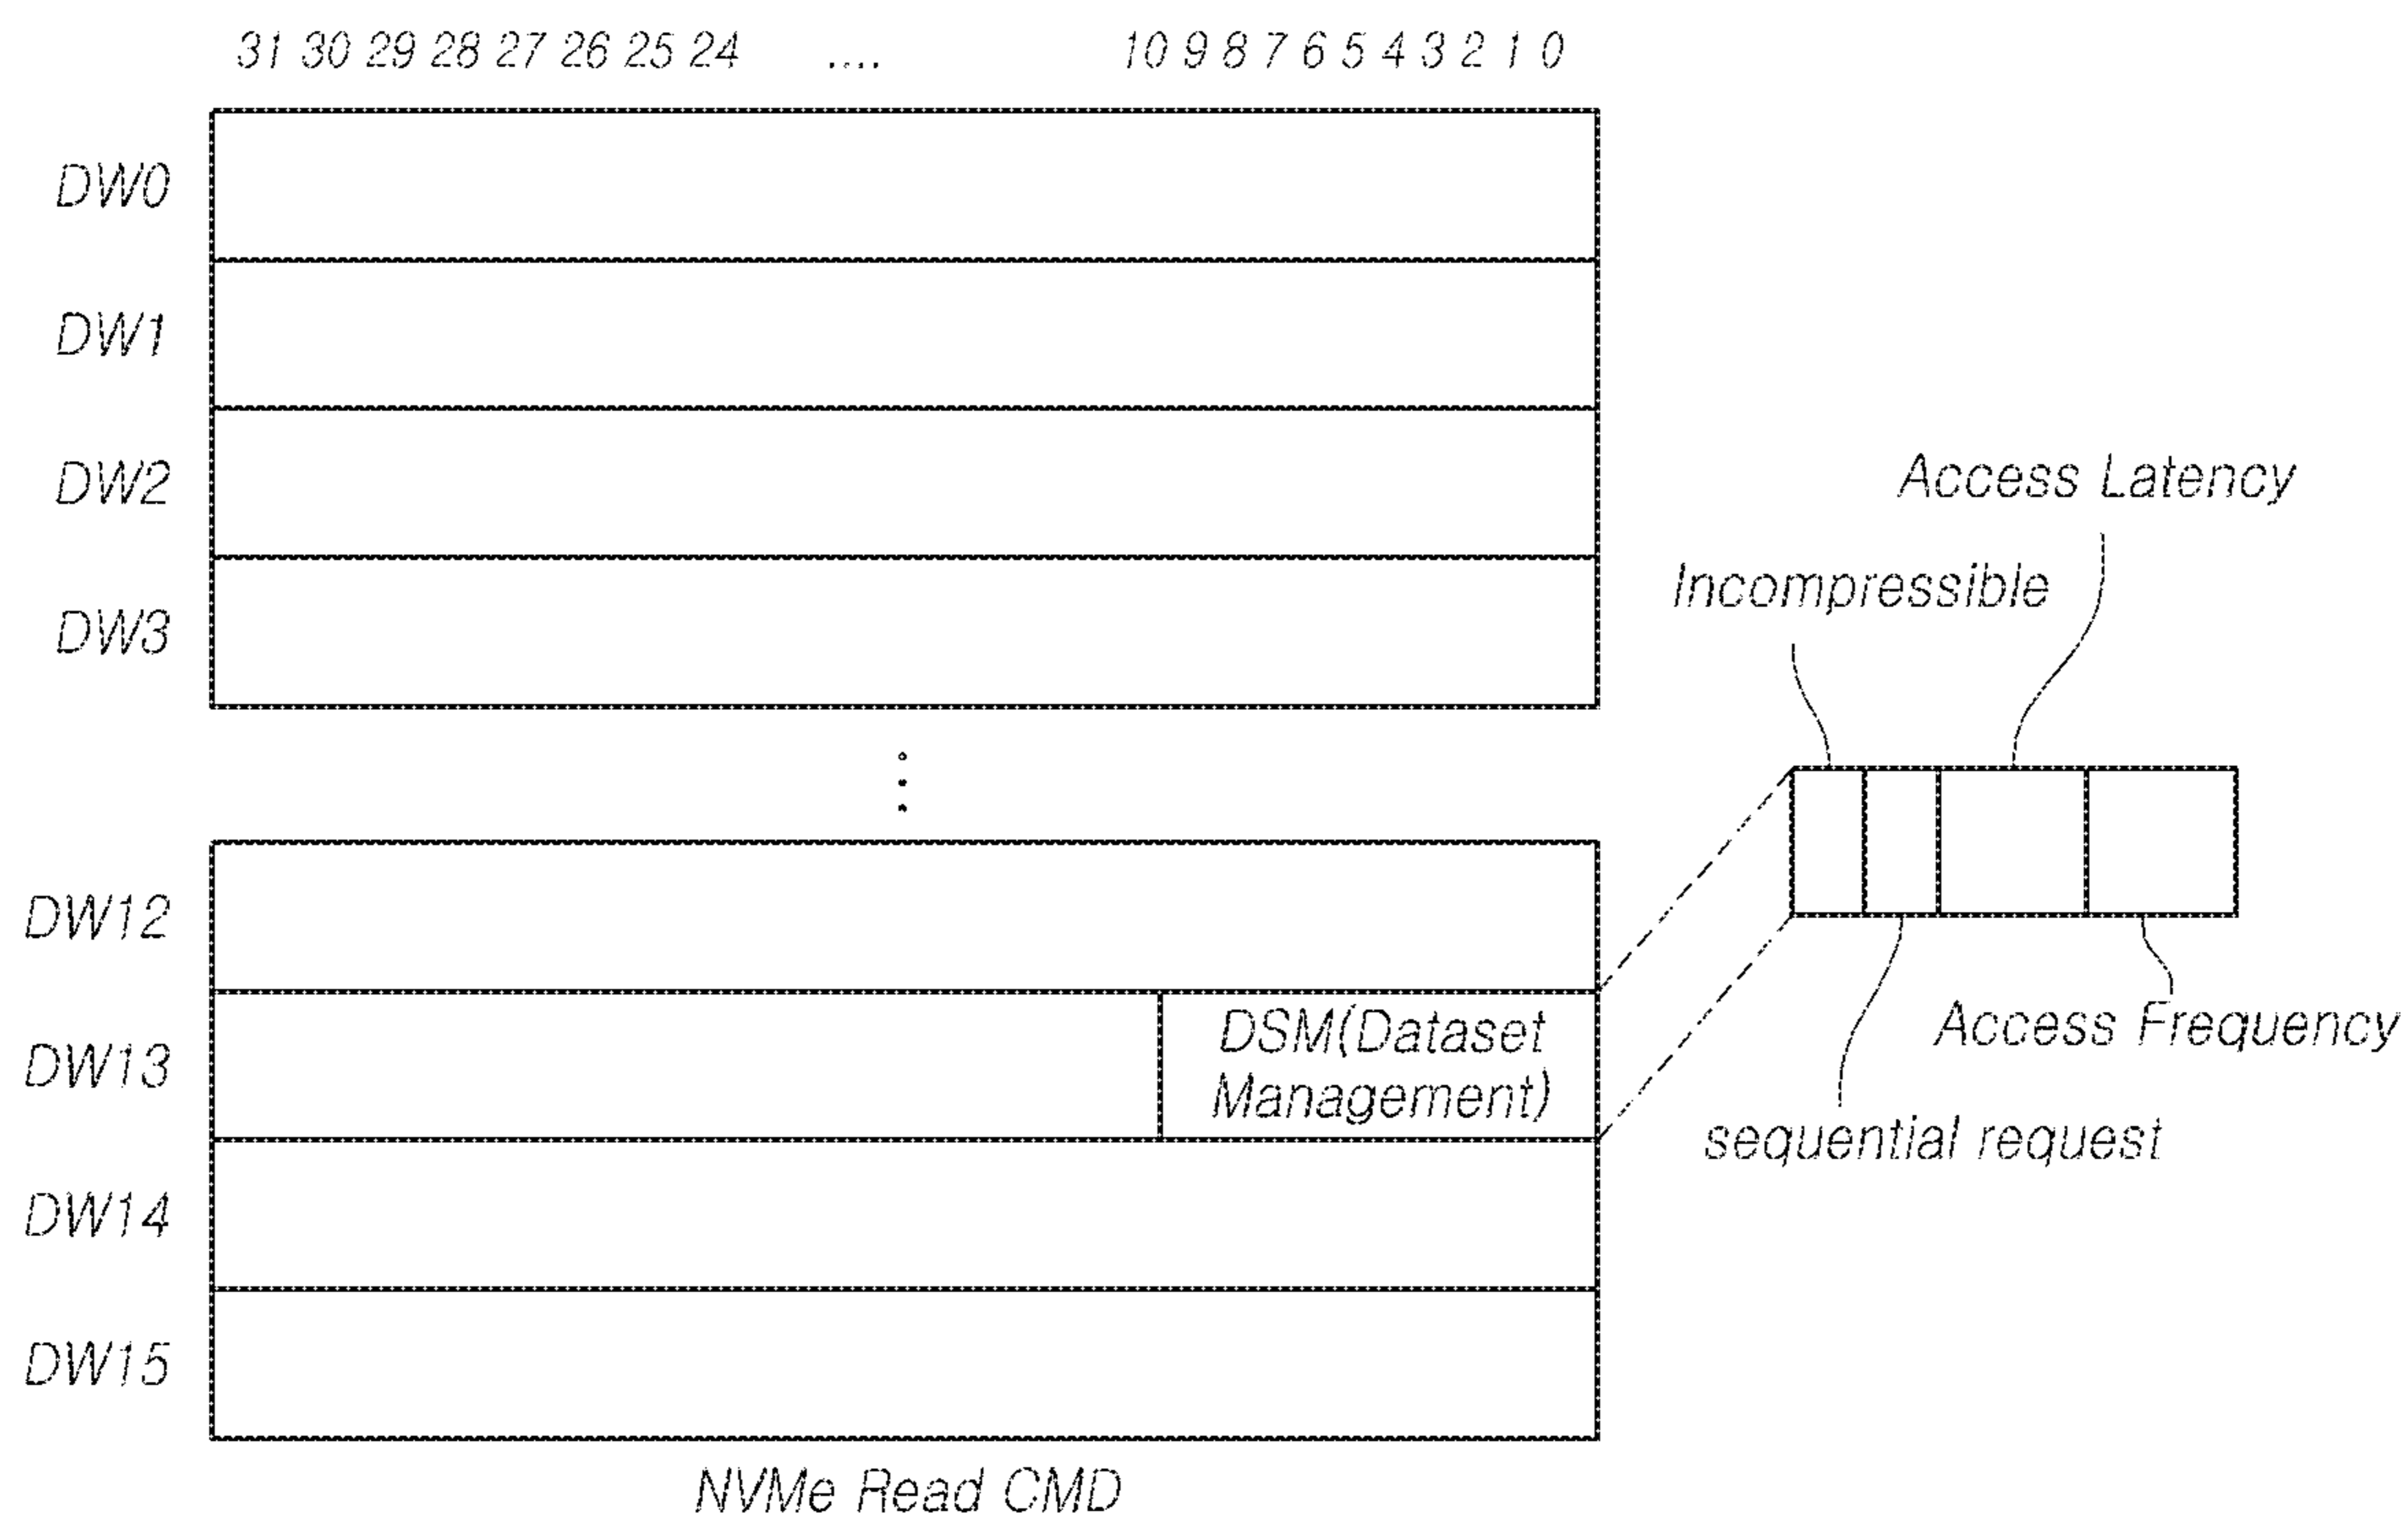 31 30 29 28 27 26 25 24 .... 10 9 8 7 6 5 4 3 2 1 0
DW0
DW1
DW2
DW3
Access Latency
Incompressible
DW12
DW13
DSM(Dataset
Management)
Access Frequency
sequential request
DW14
DW15
NVMe Read CMD